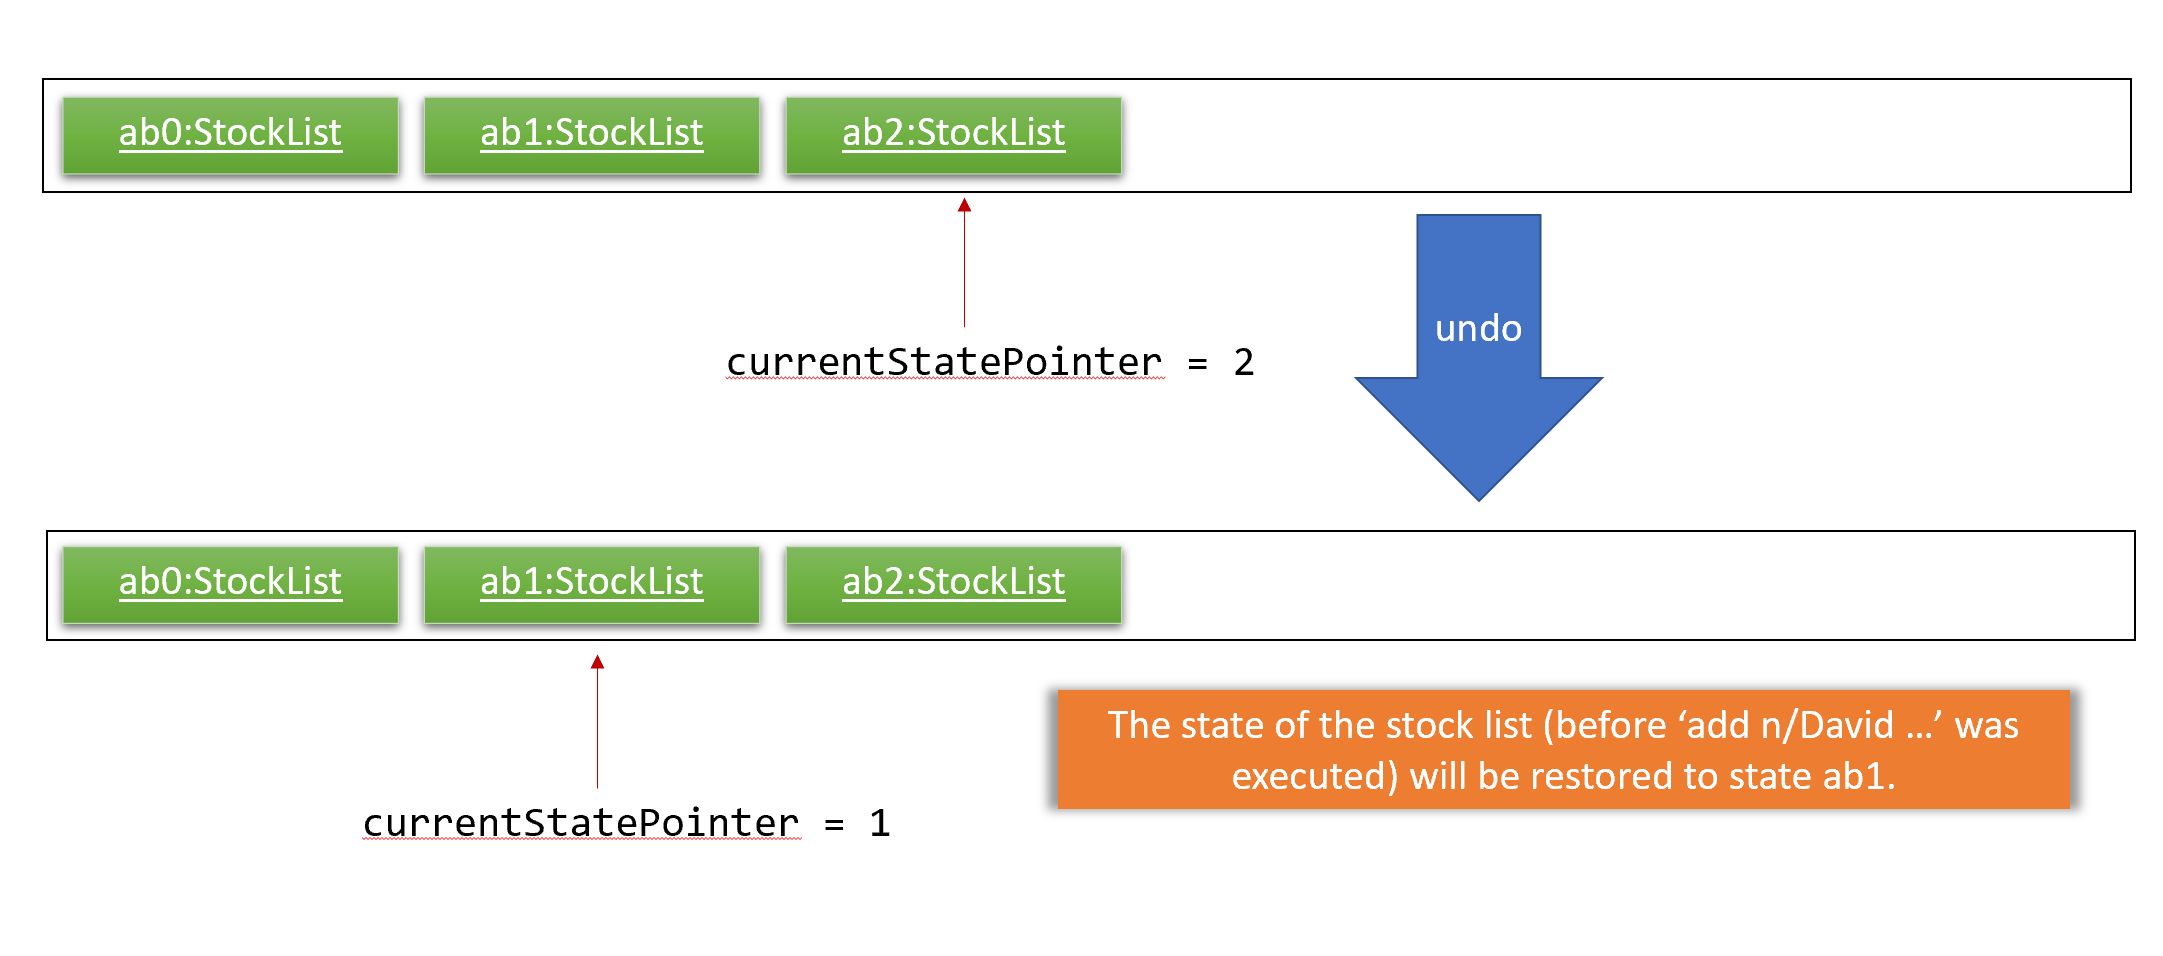 ab0:StockList
ab1:StockList
ab2:StockList
currentStatePointer = 2
undo
ab0:StockList
ab1:StockList
ab2:StockList
The state of the stock list (before ‘add n/David …’ was
executed) will be restored to state ab1.
currentStatePointer = 1